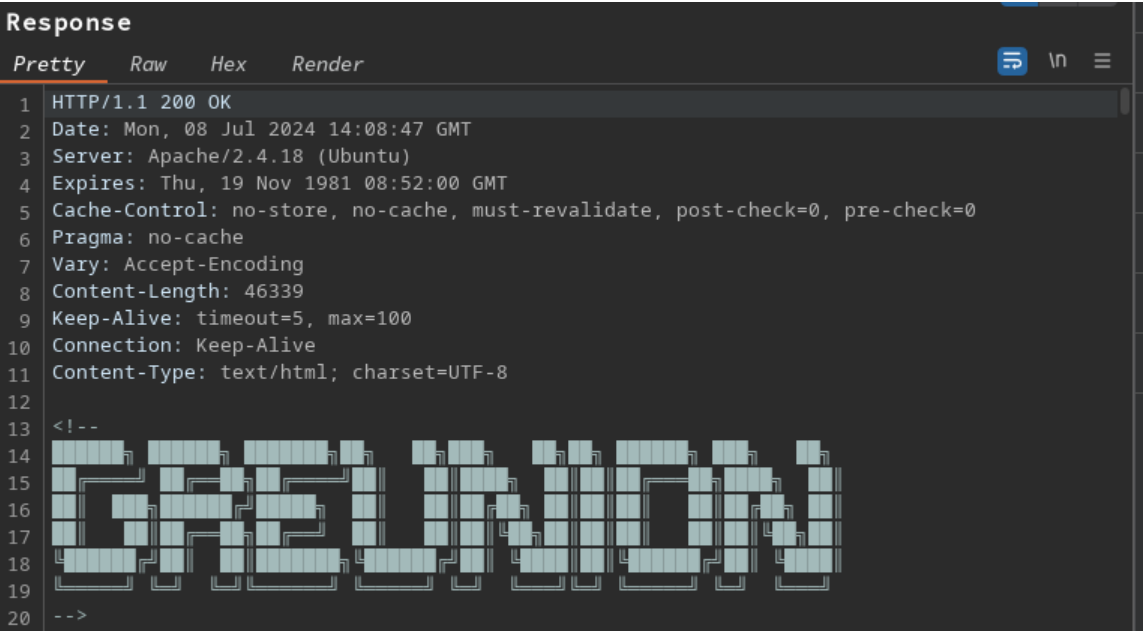 Response
Pretty Raw Hex Render \n
1 HTTP/1.1 200 OK
2 Date: Mon, 08 Jul 2024 14:08:47 GMT
3 Server: Apache/2.4.18 (Ubuntu)
4 Expires: Thu, 19 Nov 1981 08:52:00 GMT
5 Cache-Control: no-store, no-cache, must-revalidate, post-check=0, pre-check=0
6 Pragma: no-cache
7 Vary: Accept-Encoding
8 Content-Length: 46339
9 Keep-Alive: timeout=5, max=100
10 Connection: Keep-Alive
11 Content-Type: text/html; charset=UTF-8
12
13 <!--
14
15
16 GREUNION
17
18
19
20 -->